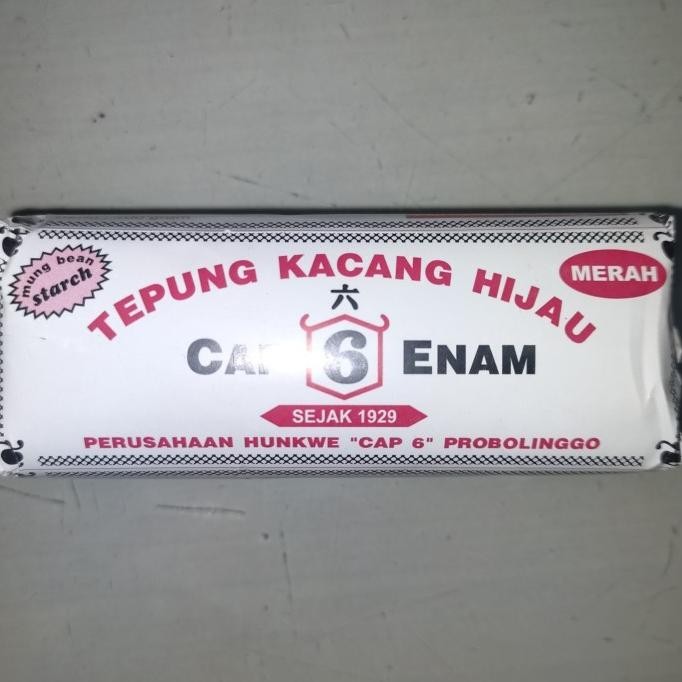 mung bean
starch
TEPUNG KACANG HIJAU
MERAH
六
CAP 6 ENAM
SEJAK 1929
PERUSAHAAN HUNKWE "CAP 6" PROBOLINGGO